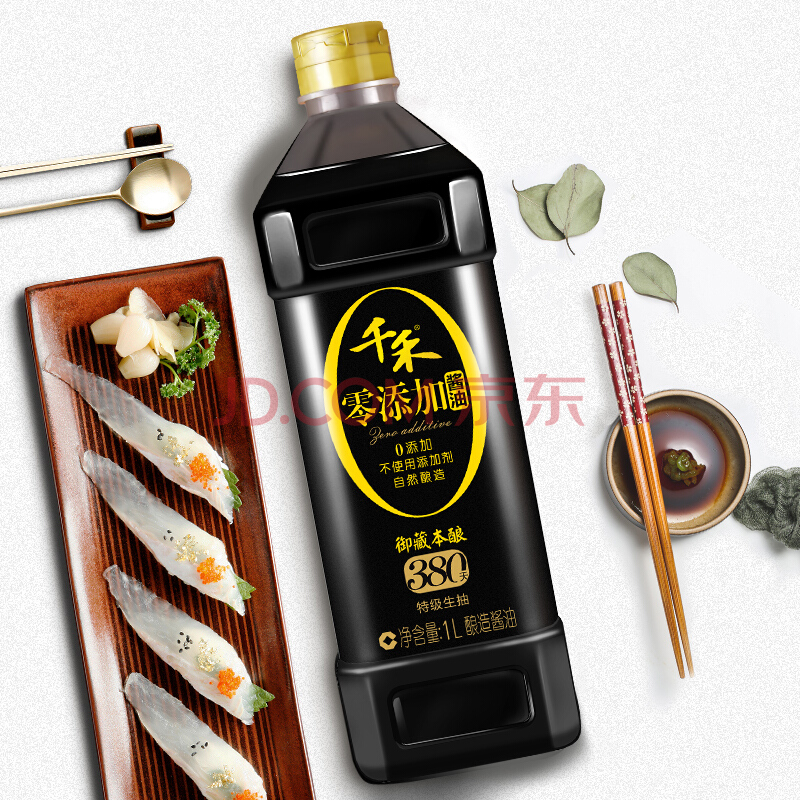 千禾®
零添加酱油
Zero additive
0添加
不使用添加剂
自然酿造
御藏本酿
380天
特级生抽
净含量:1L 酿造酱油
JD.COM 京东